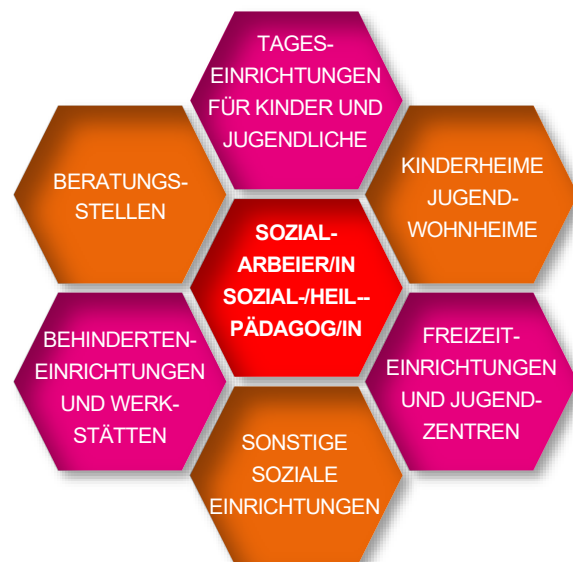 TAGES-
EINRICHTUNGEN
FÜR KINDER UND
JUGENDLICHE
BERATUNGS-
STELLEN
KINDERHEIME
JUGEND-
WOHNHEIME
SOZIAL-
ARBEIER/IN
SOZIAL-/HEIL--
PÄDAGOG/IN
BEHINDERTEN-
EINRICHTUNGEN
UND WERK-
STÄTTEN
FREIZEIT-
EINRICHTUNGEN
UND JUGEND-
ZENTREN
SONSTIGE
SOZIALE
EINRICHTUNGEN